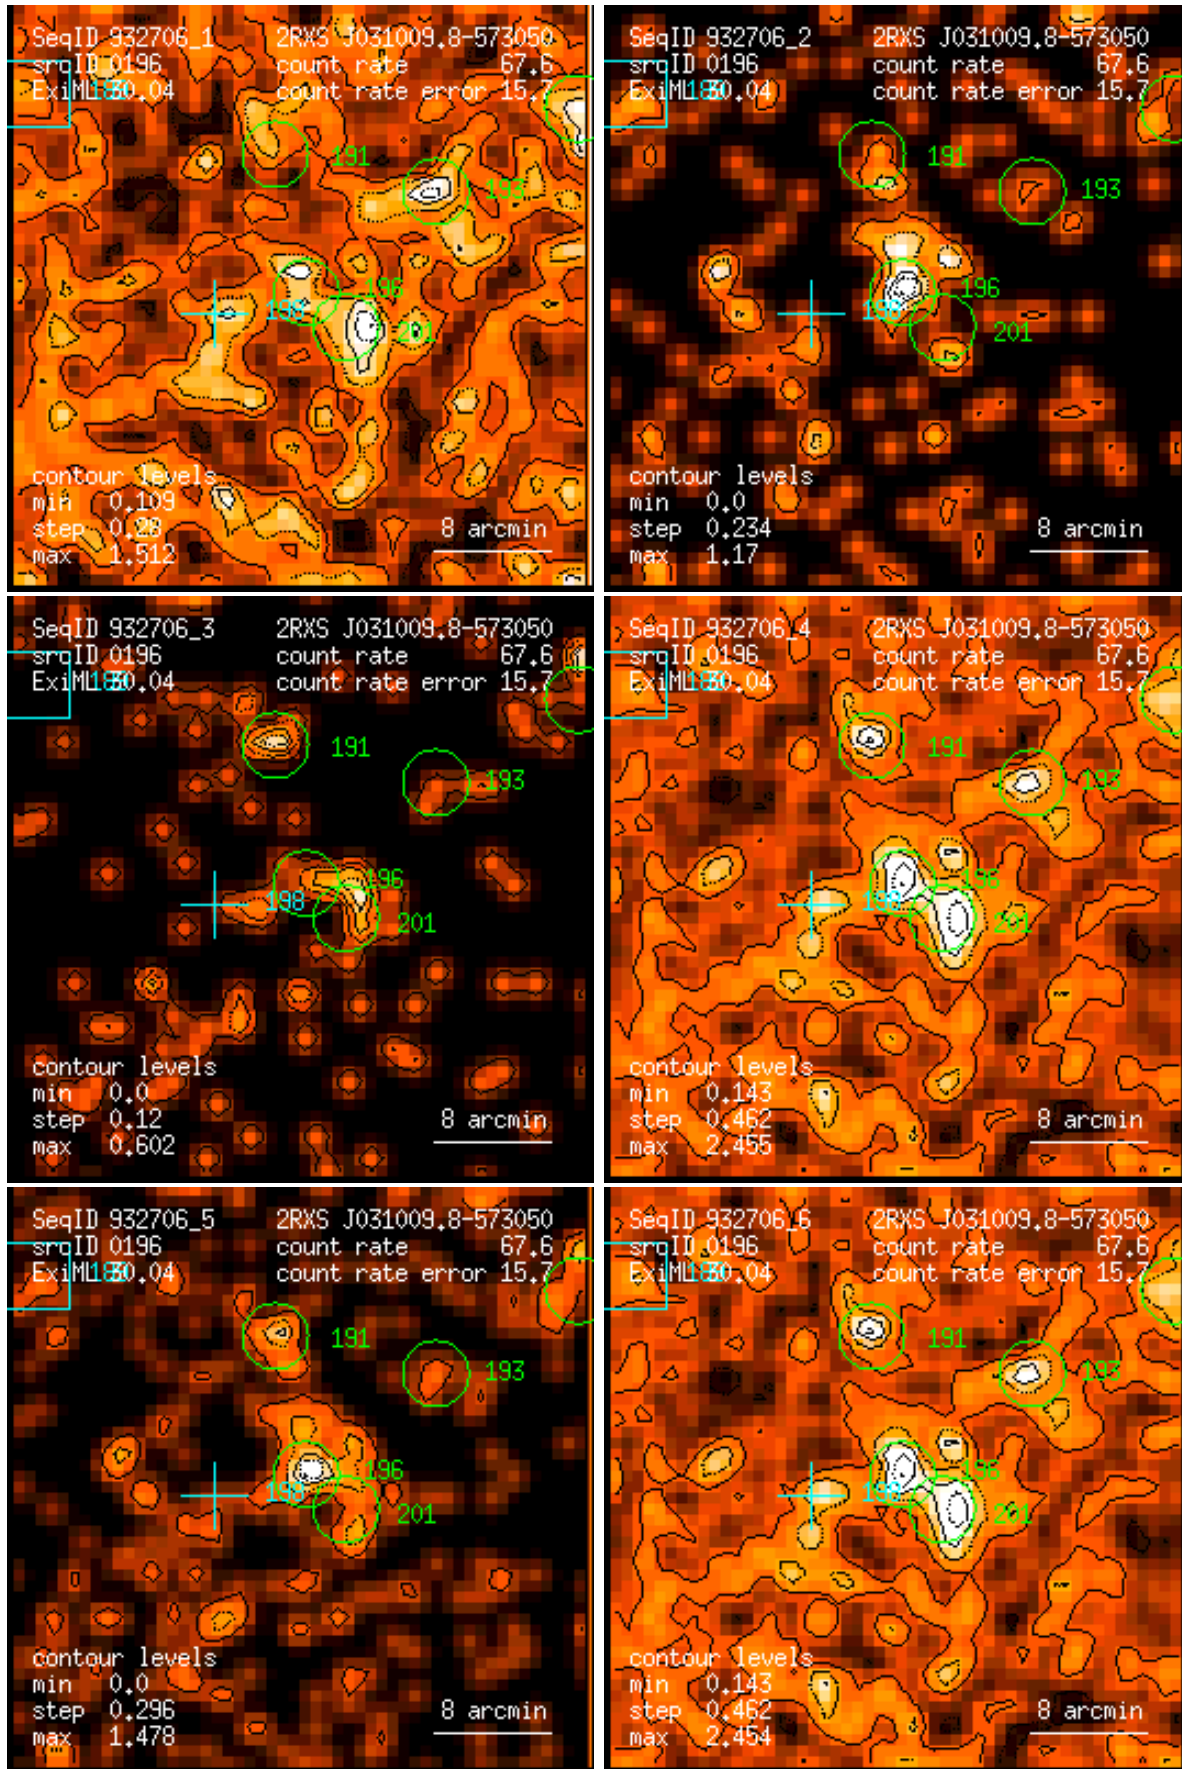 SeqID 932706_1 2RXS J031009.8-573050
srcID 0196 count rate 67.6
ExiML 30.04 count rate error 15.7
191
193
196
198
201
contour levels
min 0.109
step 0.28
max 1.512
8 arcmin
SeqID 932706_2 2RXS J031009.8-573050
srcID 0196 count rate 67.6
ExiML 30.04 count rate error 15.7
191
193
196
198
201
contour levels
min 0.0
step 0.234
max 1.17
8 arcmin
SeqID 932706_3 2RXS J031009.8-573050
srcID 0196 count rate 67.6
ExiML 30.04 count rate error 15.7
191
193
196
198
201
contour levels
min 0.0
step 0.12
max 0.602
8 arcmin
SeqID 932706_4 2RXS J031009.8-573050
srcID 0196 count rate 67.6
ExiML 30.04 count rate error 15.7
191
193
196
198
201
contour levels
min 0.143
step 0.462
max 2.455
8 arcmin
SeqID 932706_5 2RXS J031009.8-573050
srcID 0196 count rate 67.6
ExiML 30.04 count rate error 15.7
191
193
196
198
201
contour levels
min 0.0
step 0.296
max 1.478
8 arcmin
SeqID 932706_6 2RXS J031009.8-573050
srcID 0196 count rate 67.6
ExiML 30.04 count rate error 15.7
191
193
196
198
201
contour levels
min 0.143
step 0.462
max 2.454
8 arcmin